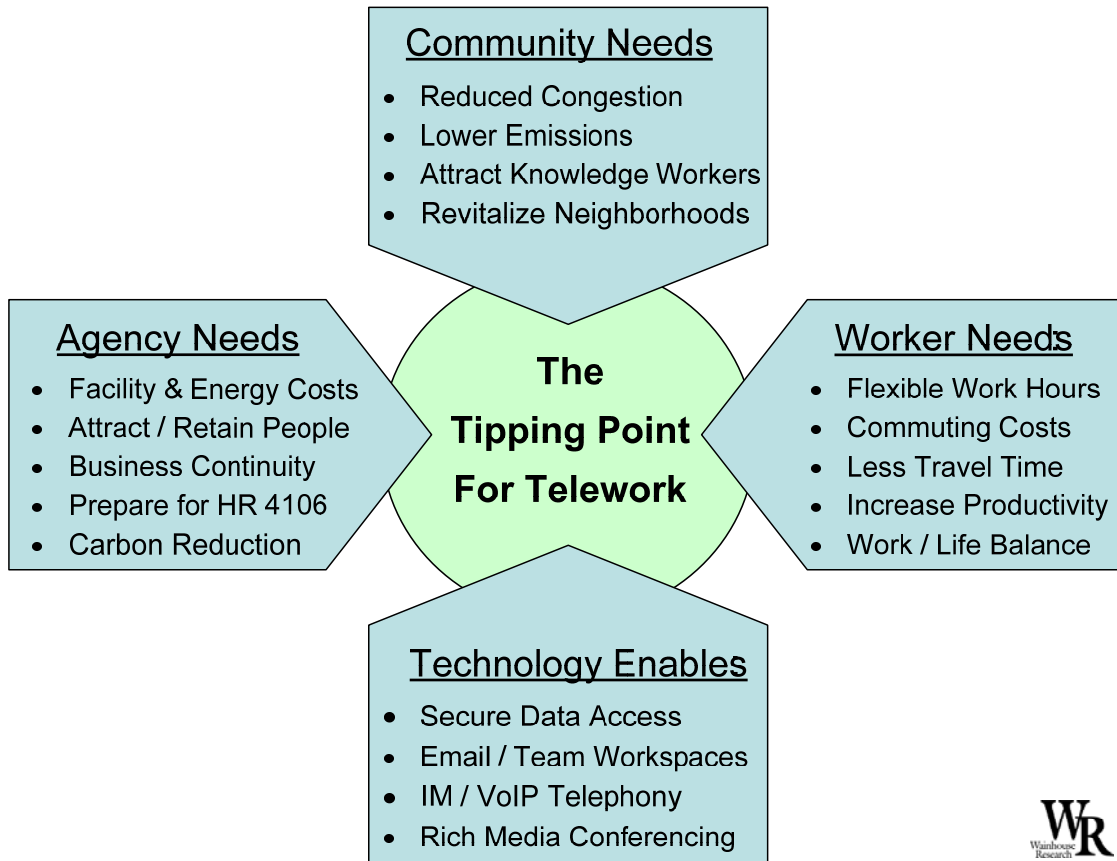 Community Needs
• Reduced Congestion
• Lower Emissions
• Attract Knowledge Workers
• Revitalize Neighborhoods
Agency Needs
• Facility & Energy Costs
• Attract / Retain People
• Business Continuity
• Prepare for HR 4106
• Carbon Reduction
The
Tipping Point
For Telework
Worker Needs:
• Flexible Work Hours
• Commuting Costs
• Less Travel Time
• Increase Productivity
• Work / Life Balance
Technology Enables
• Secure Data Access
• Email / Team Workspaces
• IM / VoIP Telephony
• Rich Media Conferencing
WR
Wainhouse
Research